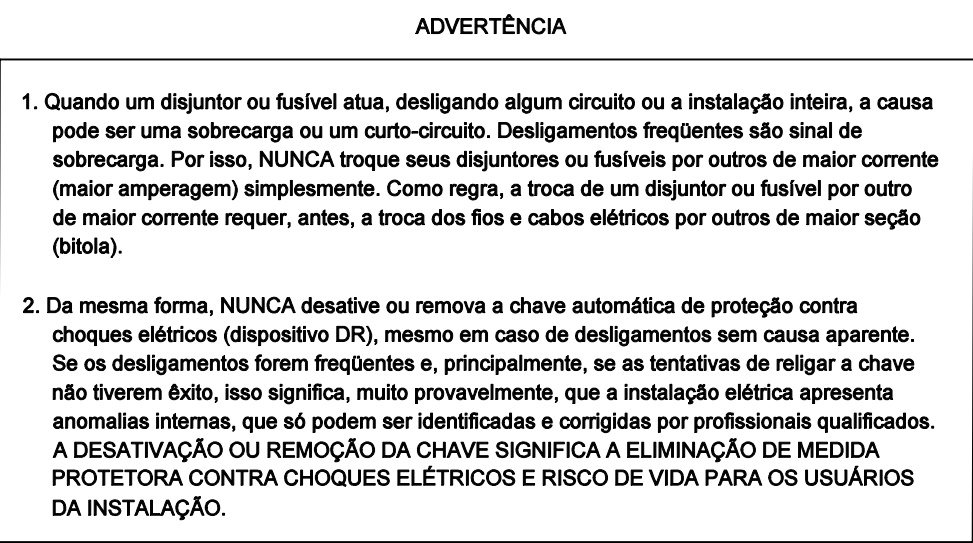 ADVERTÊNCIA
1. Quando um disjuntor ou fusível atua, desligando algum circuito ou a instalação inteira, a causa
pode ser uma sobrecarga ou um curto-circuito. Desligamentos freqüentes são sinal de
sobrecarga. Por isso, NUNCA troque seus disjuntores ou fusíveis por outros de maior corrente
(maior amperagem) simplesmente. Como regra, a troca de um disjuntor ou fusível por outro
de maior corrente requer, antes, a troca dos fios e cabos elétricos por outros de maior seção
(bitola).
2. Da mesma forma, NUNCA desative ou remova a chave automática de proteção contra
choques elétricos (dispositivo DR), mesmo em caso de desligamentos sem causa aparente.
Se os desligamentos forem freqüentes e, principalmente, se as tentativas de religar a chave
não tiverem êxito, isso significa, muito provavelmente, que a instalação elétrica apresenta
anomalias internas, que só podem ser identificadas e corrigidas por profissionais qualificados.
A DESATIVAÇÃO OU REMOÇÃO DA CHAVE SIGNIFICA A ELIMINAÇÃO DE MEDIDA
PROTETORA CONTRA CHOQUES ELÉTRICOS E RISCO DE VIDA PARA OS USUÁRIOS
DA INSTALAÇÃO.